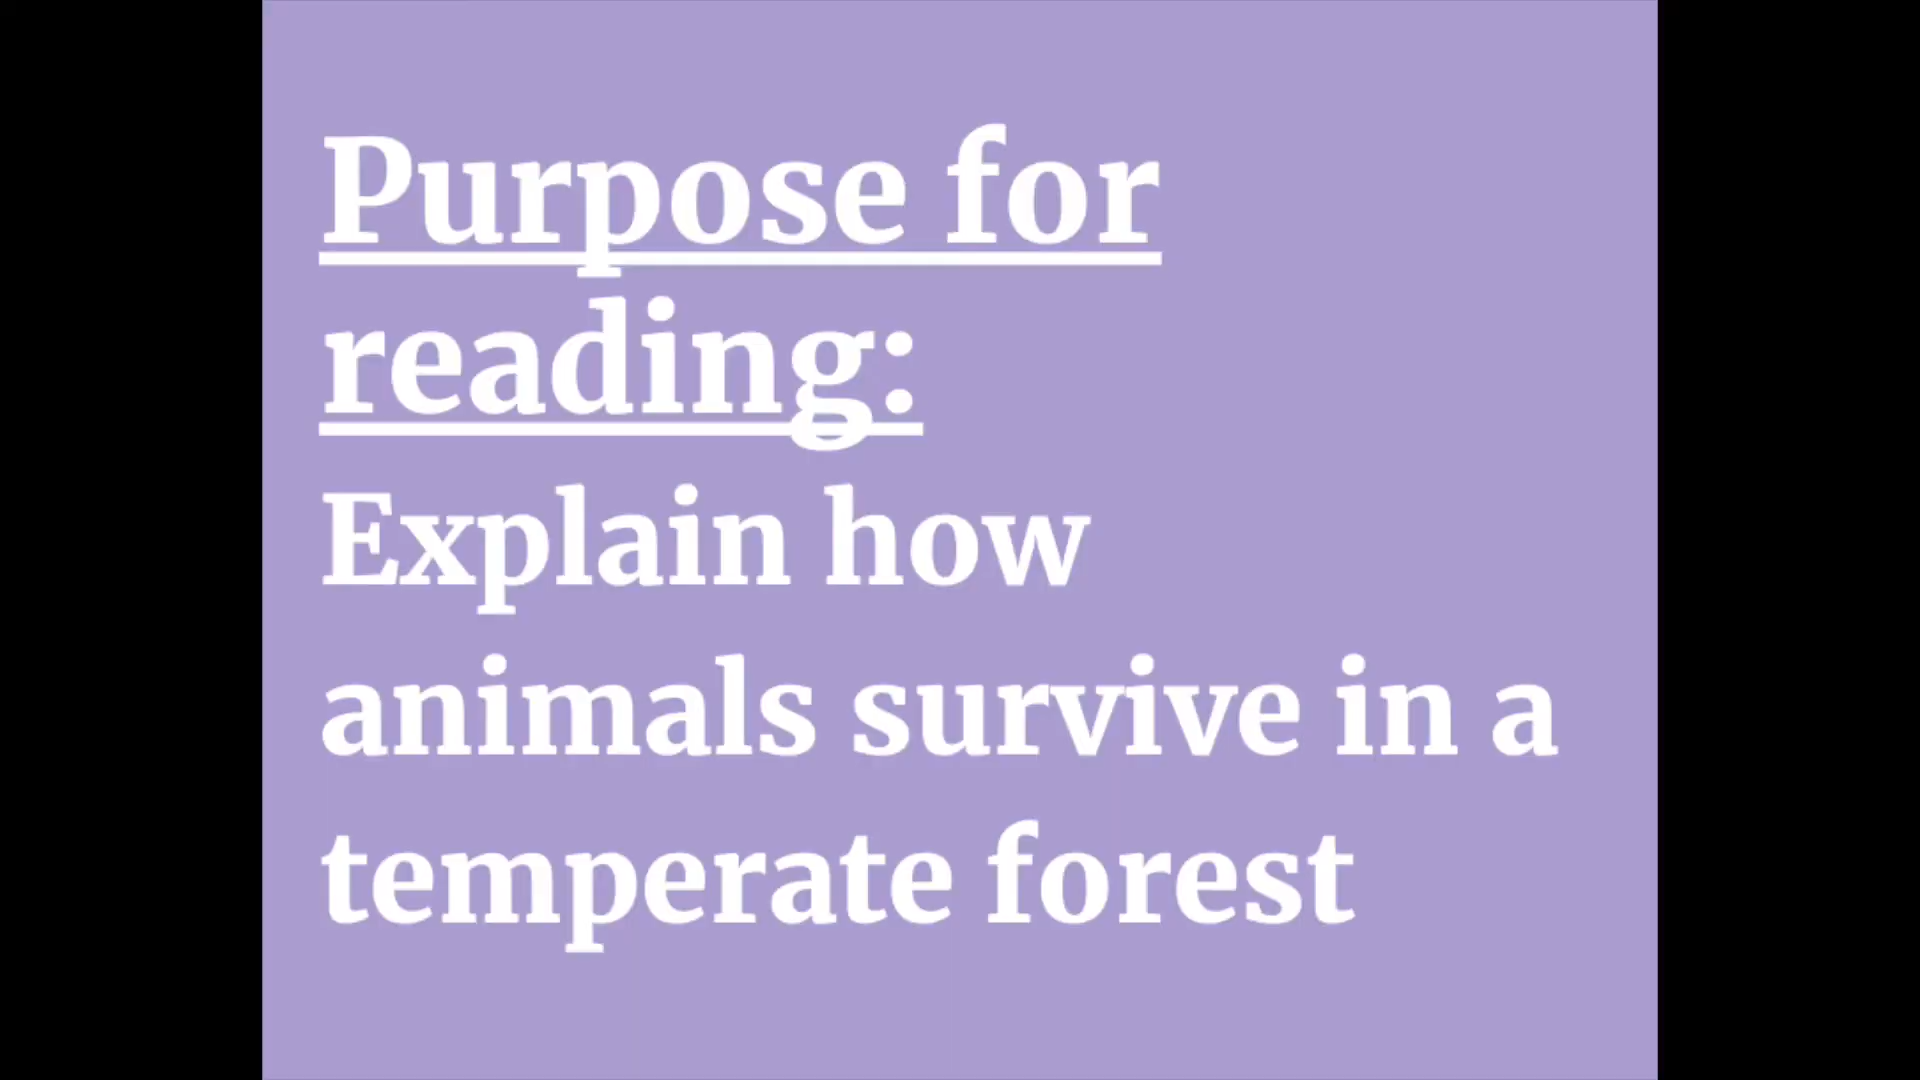 Purpose for
reading:
Explain how
animals survive in a
temperate forest